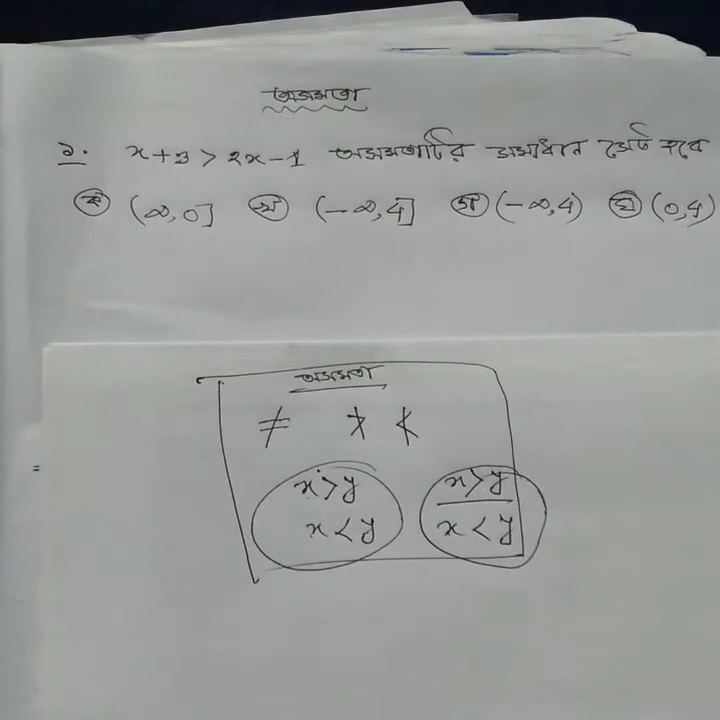 অসমতা
১. x+3 > 2x-1 অসমতাটির সমাধান সেট হবে
ক (∞,0] খ (-∞,4] গ (-∞,4) ঘ (0,4)
অসমতা
≠ ≯ ≮
x>y x>y
x<y x<y